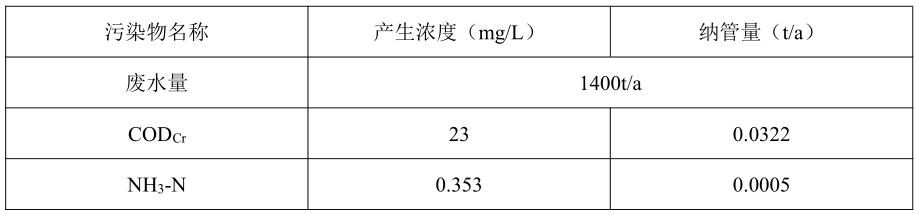 污染物名称 产生浓度（mg/L） 纳管量（t/a）
废水量 1400t/a
CODCr 23 0.0322
NH3-N 0.353 0.0005